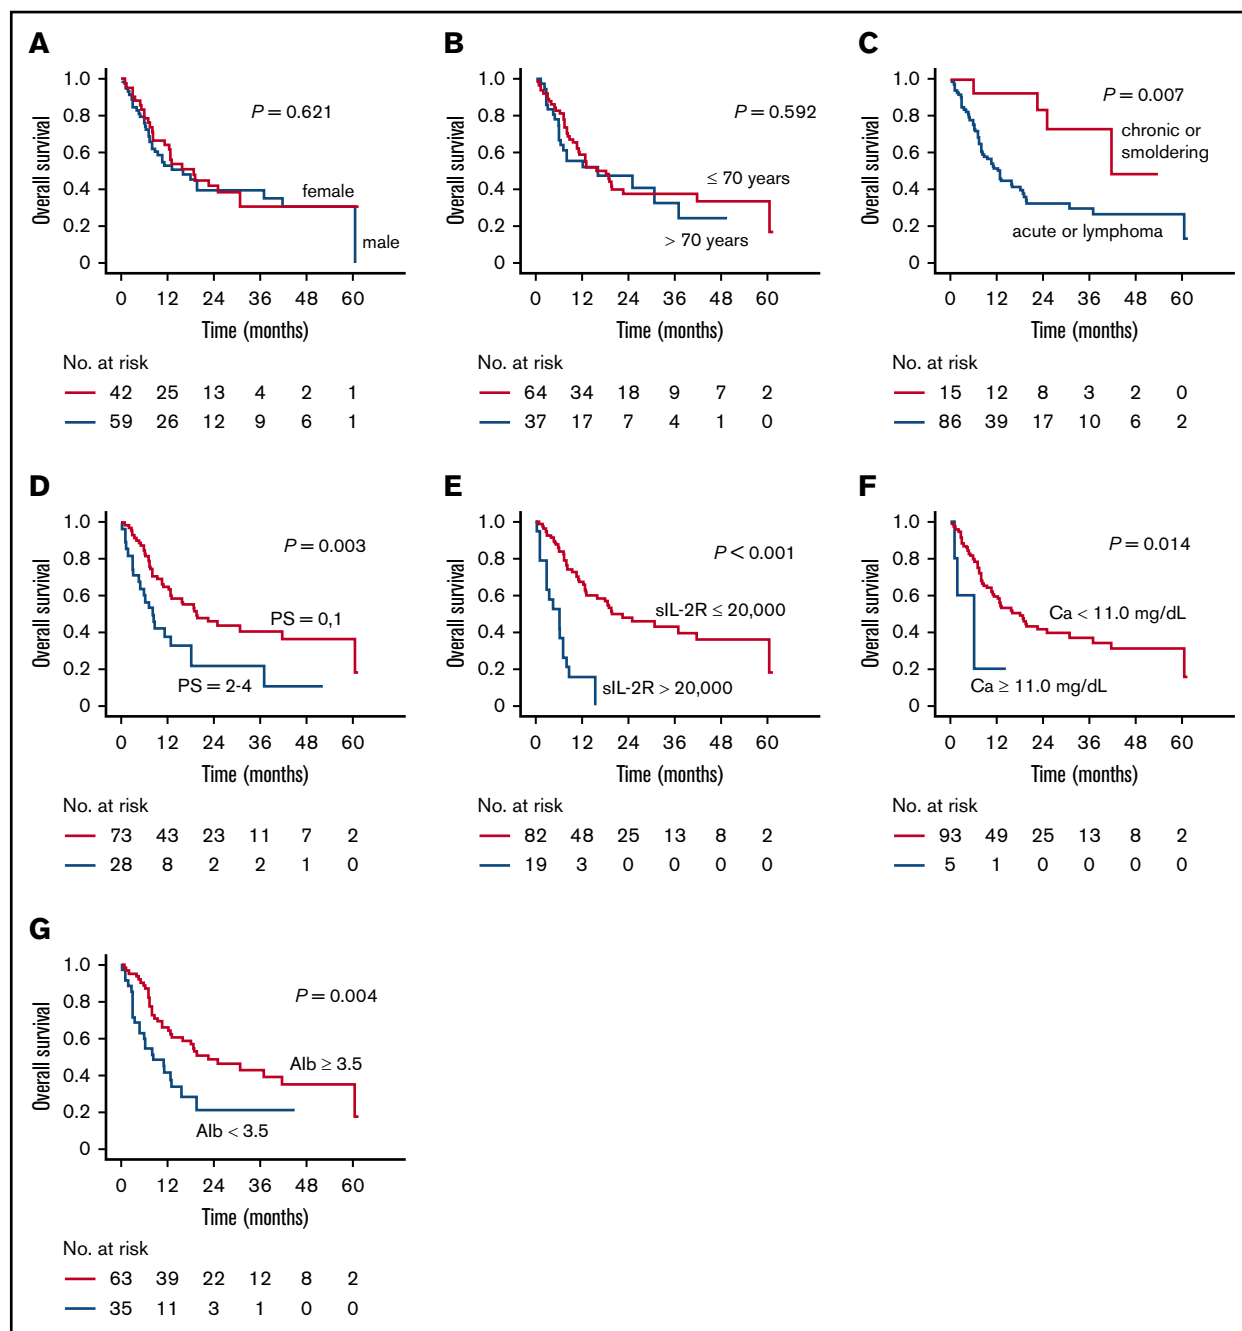 A
Overall survival
1.0
0.8
0.6
0.4
0.2
0
P = 0.621
female
male
0 12 24 36 48 60
Time (months)
No. at risk
42 25 13 4 2 1
59 26 12 9 6 1
B
Overall survival
1.0
0.8
0.6
0.4
0.2
0
P = 0.592
≤ 70 years
> 70 years
0 12 24 36 48 60
Time (months)
No. at risk
64 34 18 9 7 2
37 17 7 4 1 0
C
Overall survival
1.0
0.8
0.6
0.4
0.2
0
P = 0.007
chronic or
smoldering
acute or lymphoma
0 12 24 36 48 60
Time (months)
No. at risk
15 12 8 3 2 0
86 39 17 10 6 2
D
Overall survival
1.0
0.8
0.6
0.4
0.2
0
P = 0.003
PS = 0,1
PS = 2-4
0 12 24 36 48 60
Time (months)
No. at risk
73 43 23 11 7 2
28 8 2 2 1 0
E
Overall survival
1.0
0.8
0.6
0.4
0.2
0
P < 0.001
sIL-2R ≤ 20,000
sIL-2R > 20,000
0 12 24 36 48 60
Time (months)
No. at risk
82 48 25 13 8 2
19 3 0 0 0 0
F
Overall survival
1.0
0.8
0.6
0.4
0.2
0
P = 0.014
Ca < 11.0 mg/dL
Ca ≥ 11.0 mg/dL
0 12 24 36 48 60
Time (months)
No. at risk
93 49 25 13 8 2
5 1 0 0 0 0
G
Overall survival
1.0
0.8
0.6
0.4
0.2
0
P = 0.004
Alb ≥ 3.5
Alb < 3.5
0 12 24 36 48 60
Time (months)
No. at risk
63 39 22 12 8 2
35 11 3 1 0 0